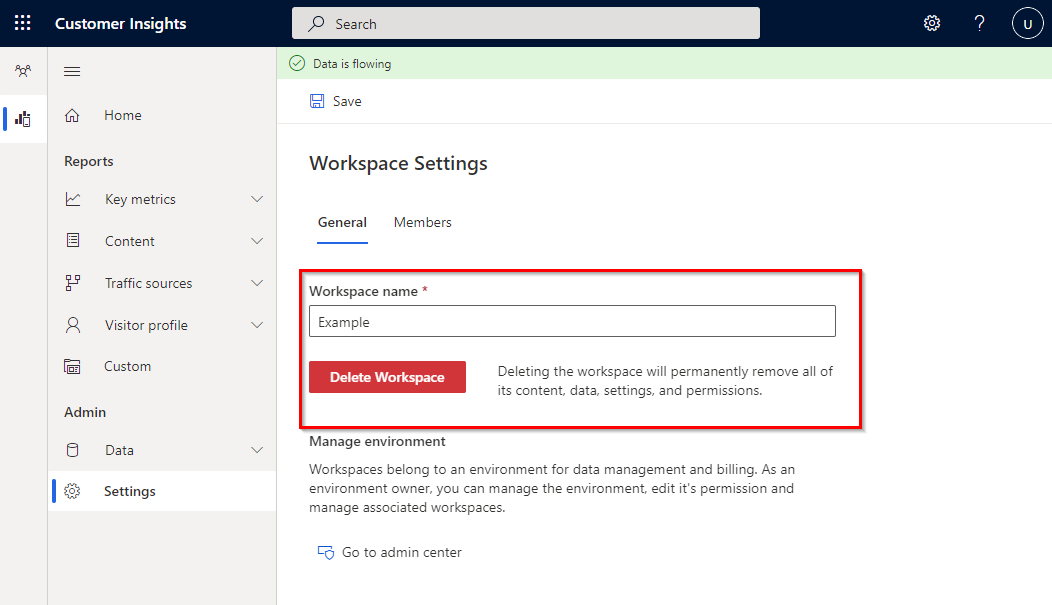 Customer Insights
Search
?
U
Data is flowing
Save
Home
Reports
Key metrics
Content
Traffic sources
Visitor profile
Custom
Admin
Data
Settings
Workspace Settings
General Members
Workspace name *
Example
Delete Workspace
Deleting the workspace will permanently remove all of
its content, data, settings, and permissions.
Manage environment
Workspaces belong to an environment for data management and billing. As an
environment owner, you can manage the environment, edit it's permission and
manage associated workspaces.
Go to admin center